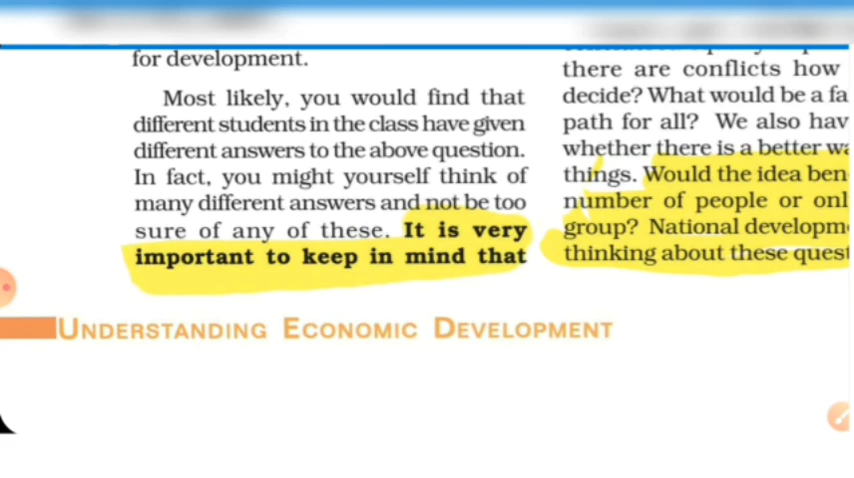 for development.
Most likely, you would find that
different students in the class have given
different answers to the above question.
In fact, you might yourself think of
many different answers and not be too
sure of any of these. It is very
important to keep in mind that
there are conflicts how
decide? What would be a fa
path for all? We also hav
whether there is a better wa
things. Would the idea ben
number of people or onl
group? National developm
thinking about these quest
UNDERSTANDING ECONOMIC DEVELOPMENT